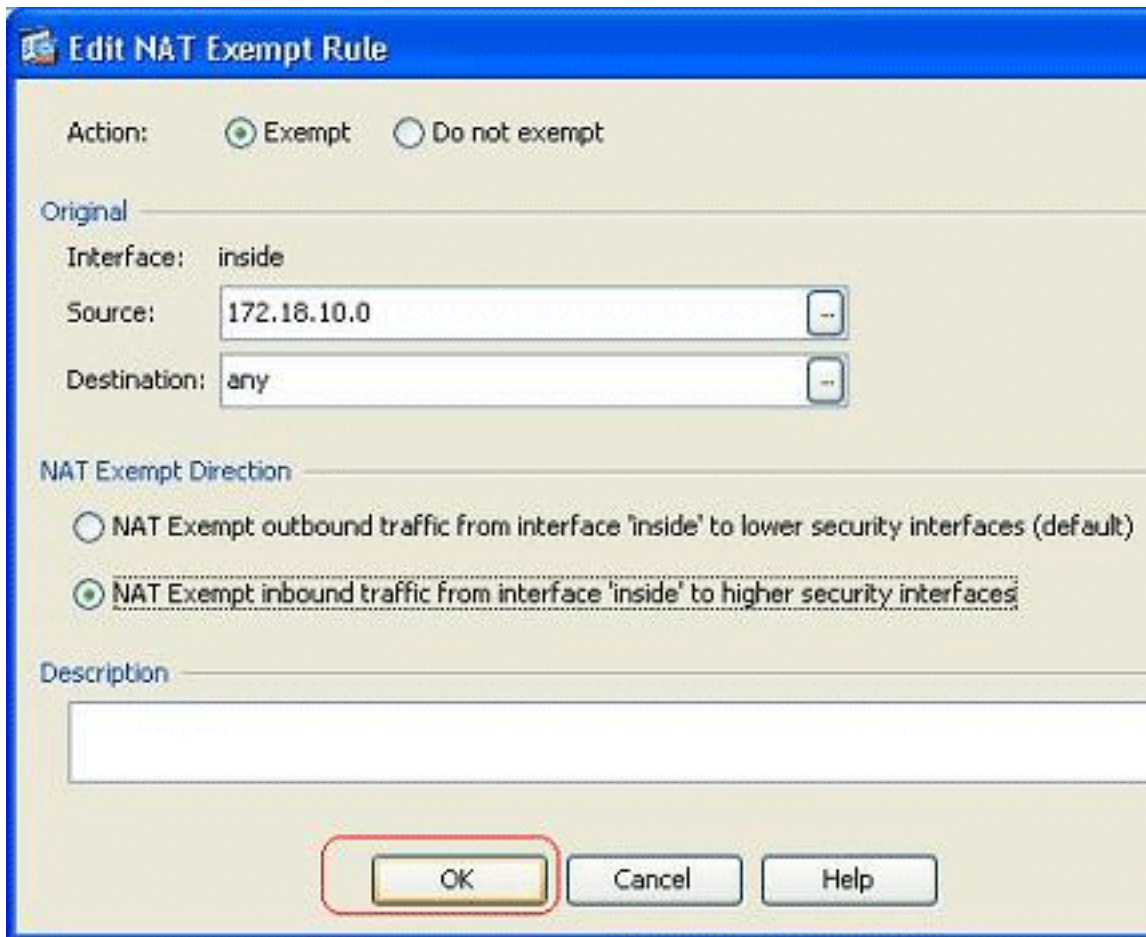 Edit NAT Exempt Rule
Action: Exempt Do not exempt
Original
Interface: inside
Source: 172.18.10.0 ...
Destination: any ...
NAT Exempt Direction
NAT Exempt outbound traffic from interface 'inside' to lower security interfaces (default)
NAT Exempt inbound traffic from interface 'inside' to higher security interfaces
Description
OK Cancel Help